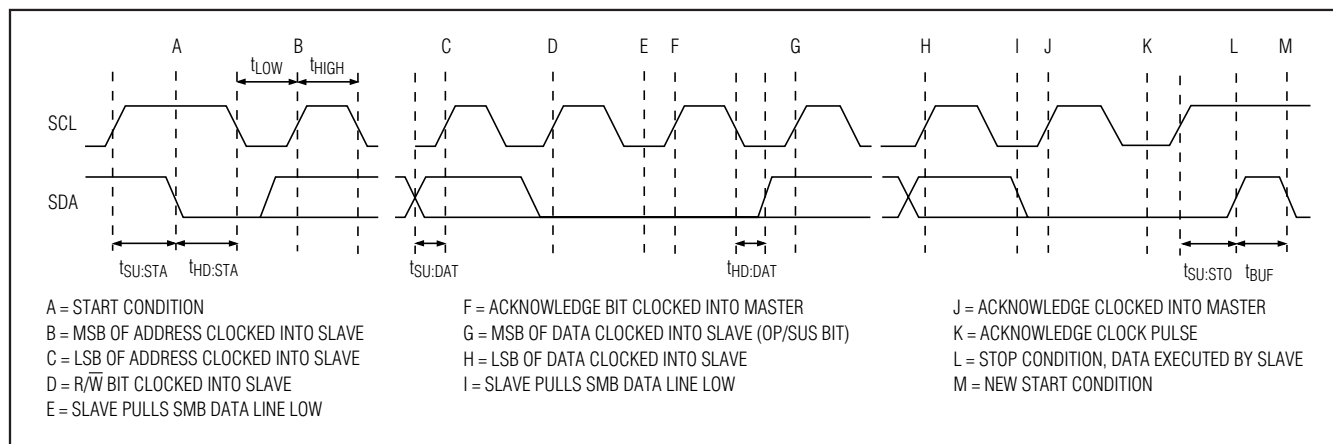 A B C D E F G H I J K L M
tLOW tHIGH
SCL
SDA
tSU:STA tHD:STA tSU:DAT tHD:DAT tSU:STO tBUF
A = START CONDITION
B = MSB OF ADDRESS CLOCKED INTO SLAVE
C = LSB OF ADDRESS CLOCKED INTO SLAVE
D = R/W̅ BIT CLOCKED INTO SLAVE
E = SLAVE PULLS SMB DATA LINE LOW
F = ACKNOWLEDGE BIT CLOCKED INTO MASTER
G = MSB OF DATA CLOCKED INTO SLAVE (OP/SUS BIT)
H = LSB OF DATA CLOCKED INTO SLAVE
I = SLAVE PULLS SMB DATA LINE LOW
J = ACKNOWLEDGE CLOCKED INTO MASTER
K = ACKNOWLEDGE CLOCK PULSE
L = STOP CONDITION, DATA EXECUTED BY SLAVE
M = NEW START CONDITION